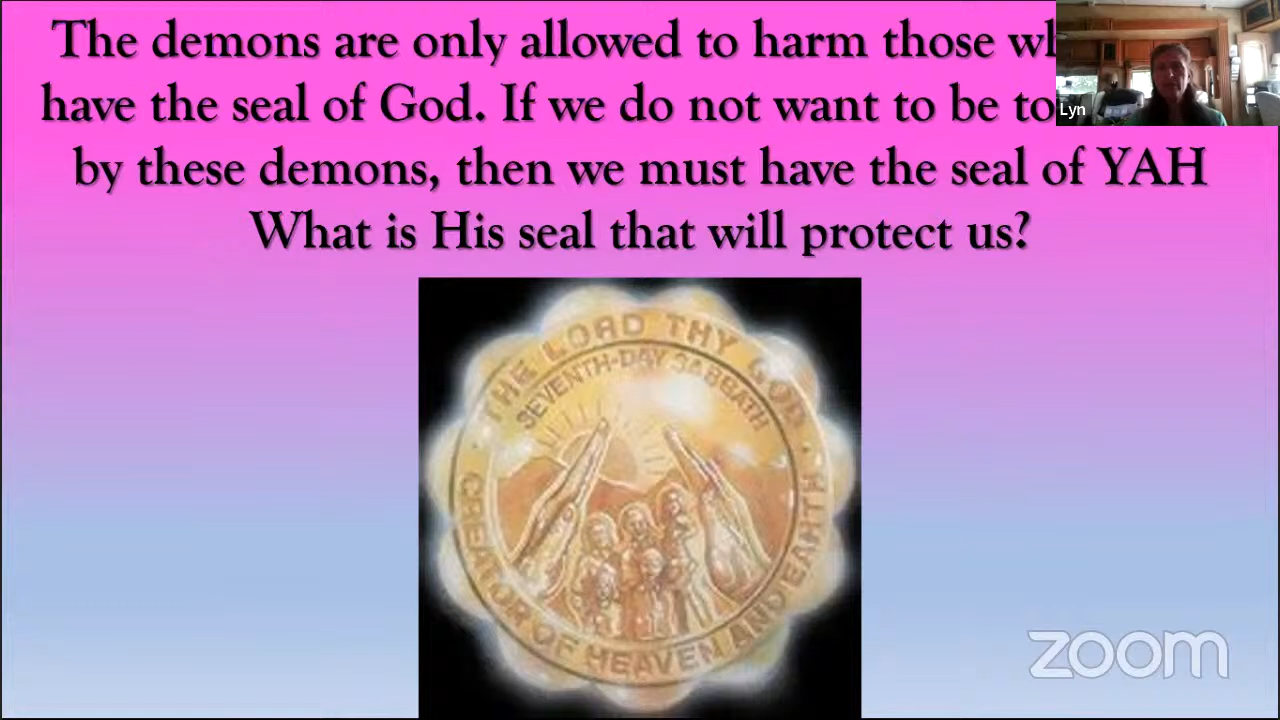 The demons are only allowed to harm those
have the seal of God. If we do not want to be
by these demons, then we must have the seal of YAH
What is His seal that will protect us?
Lyn
THE LORD THY GOD
SEVENTH-DAY SABBATH
CREATOR OF HEAVEN AND EARTH
zoom